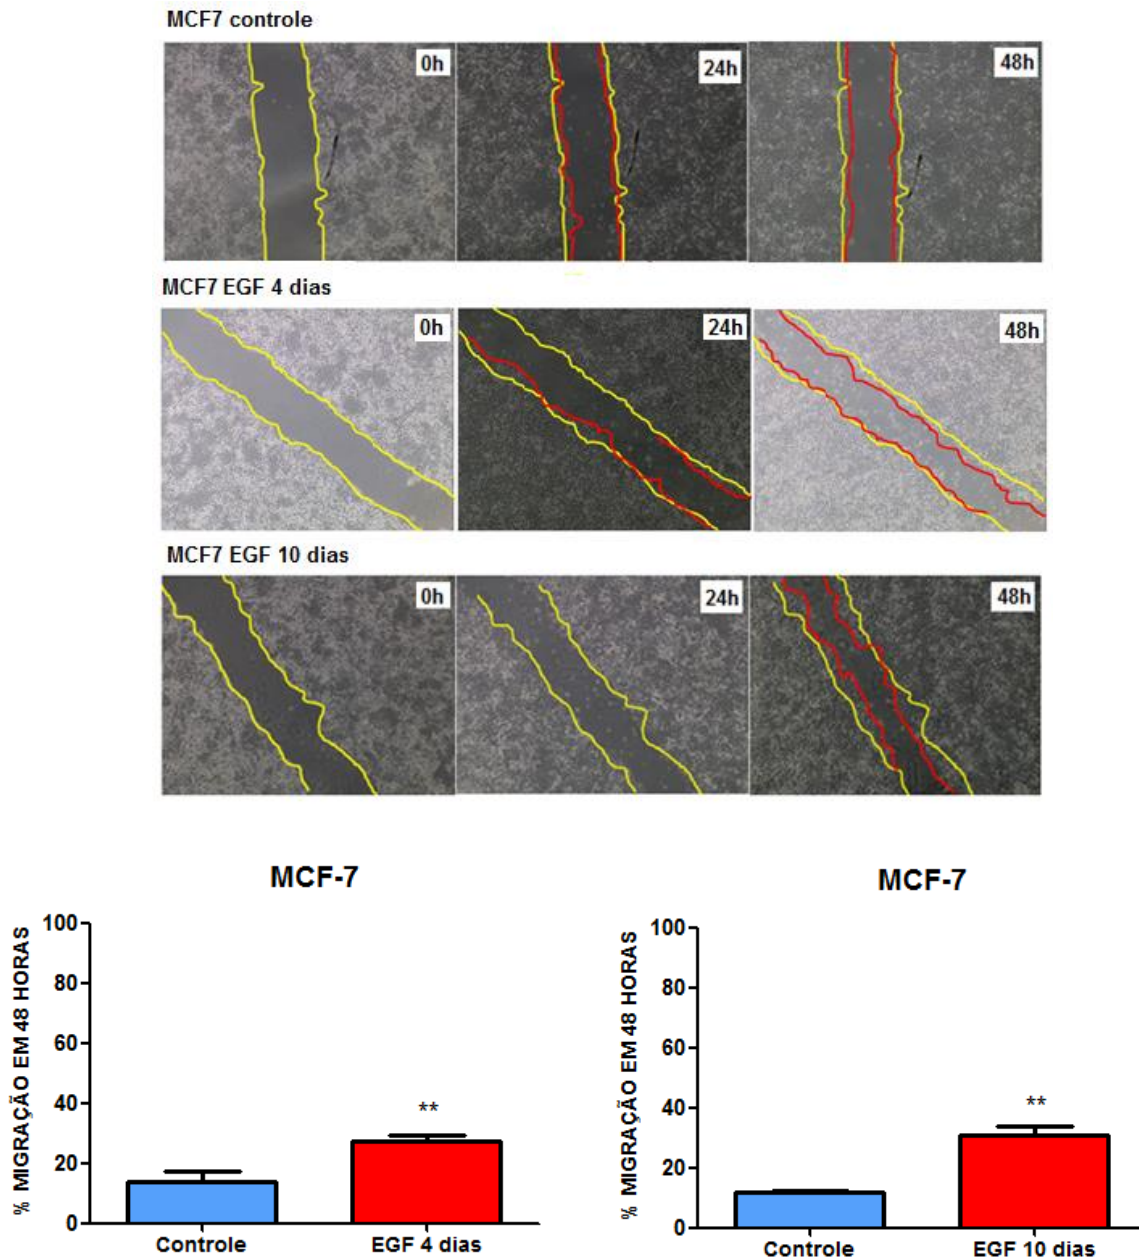 MCF7 controle
0h
24h
48h
MCF7 EGF 4 dias
0h
24h
48h
MCF7 EGF 10 dias
0h
24h
48h
MCF-7
% MIGRAÇÃO EM 48 HORAS
100
80
60
40
20
0
**
Controle
EGF 4 dias
MCF-7
% MIGRAÇÃO EM 48 HORAS
100
80
60
40
20
0
**
Controle
EGF 10 dias